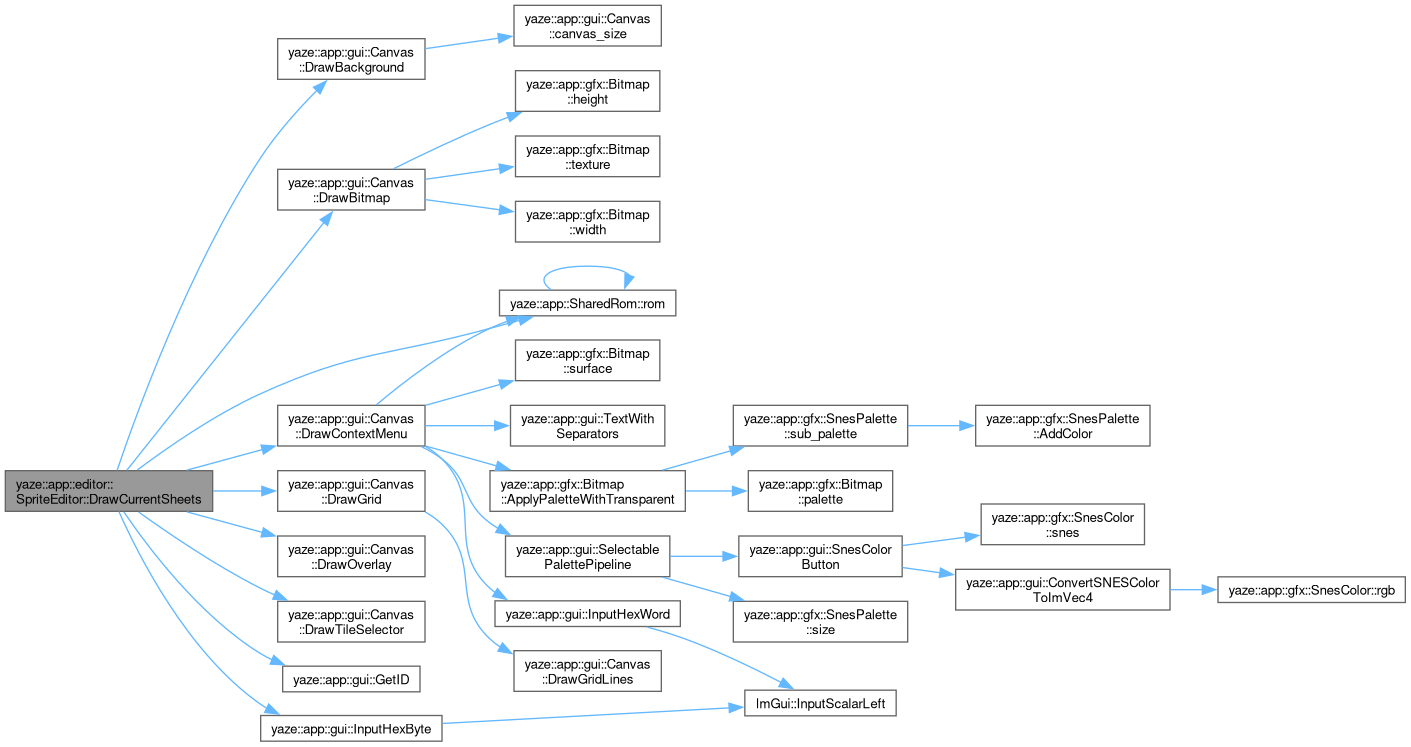 yaze::app::editor::
SpriteEditor::DrawCurrentSheets
yaze::app::gui::Canvas
::DrawBackground
yaze::app::gui::Canvas
::canvas_size
yaze::app::gui::Canvas
::DrawBitmap
yaze::app::gfx::Bitmap
::height
yaze::app::gfx::Bitmap
::texture
yaze::app::gfx::Bitmap
::width
yaze::app::SharedRom::rom
yaze::app::gui::Canvas
::DrawContextMenu
yaze::app::gfx::Bitmap
::surface
yaze::app::gui::TextWith
Separators
yaze::app::gfx::Bitmap
::ApplyPaletteWithTransparent
yaze::app::gfx::SnesPalette
::sub_palette
yaze::app::gfx::SnesPalette
::AddColor
yaze::app::gfx::Bitmap
::palette
yaze::app::gui::Selectable
PalettePipeline
yaze::app::gui::SnesColor
Button
yaze::app::gfx::SnesColor
::snes
yaze::app::gui::ConvertSNESColor
ToImVec4
yaze::app::gfx::SnesColor::rgb
yaze::app::gfx::SnesPalette
::size
yaze::app::gui::InputHexWord
yaze::app::gui::Canvas
::DrawGrid
yaze::app::gui::Canvas
::DrawGridLines
yaze::app::gui::Canvas
::DrawOverlay
yaze::app::gui::Canvas
::DrawTileSelector
yaze::app::gui::GetID
yaze::app::gui::InputHexByte
ImGui::InputScalarLeft